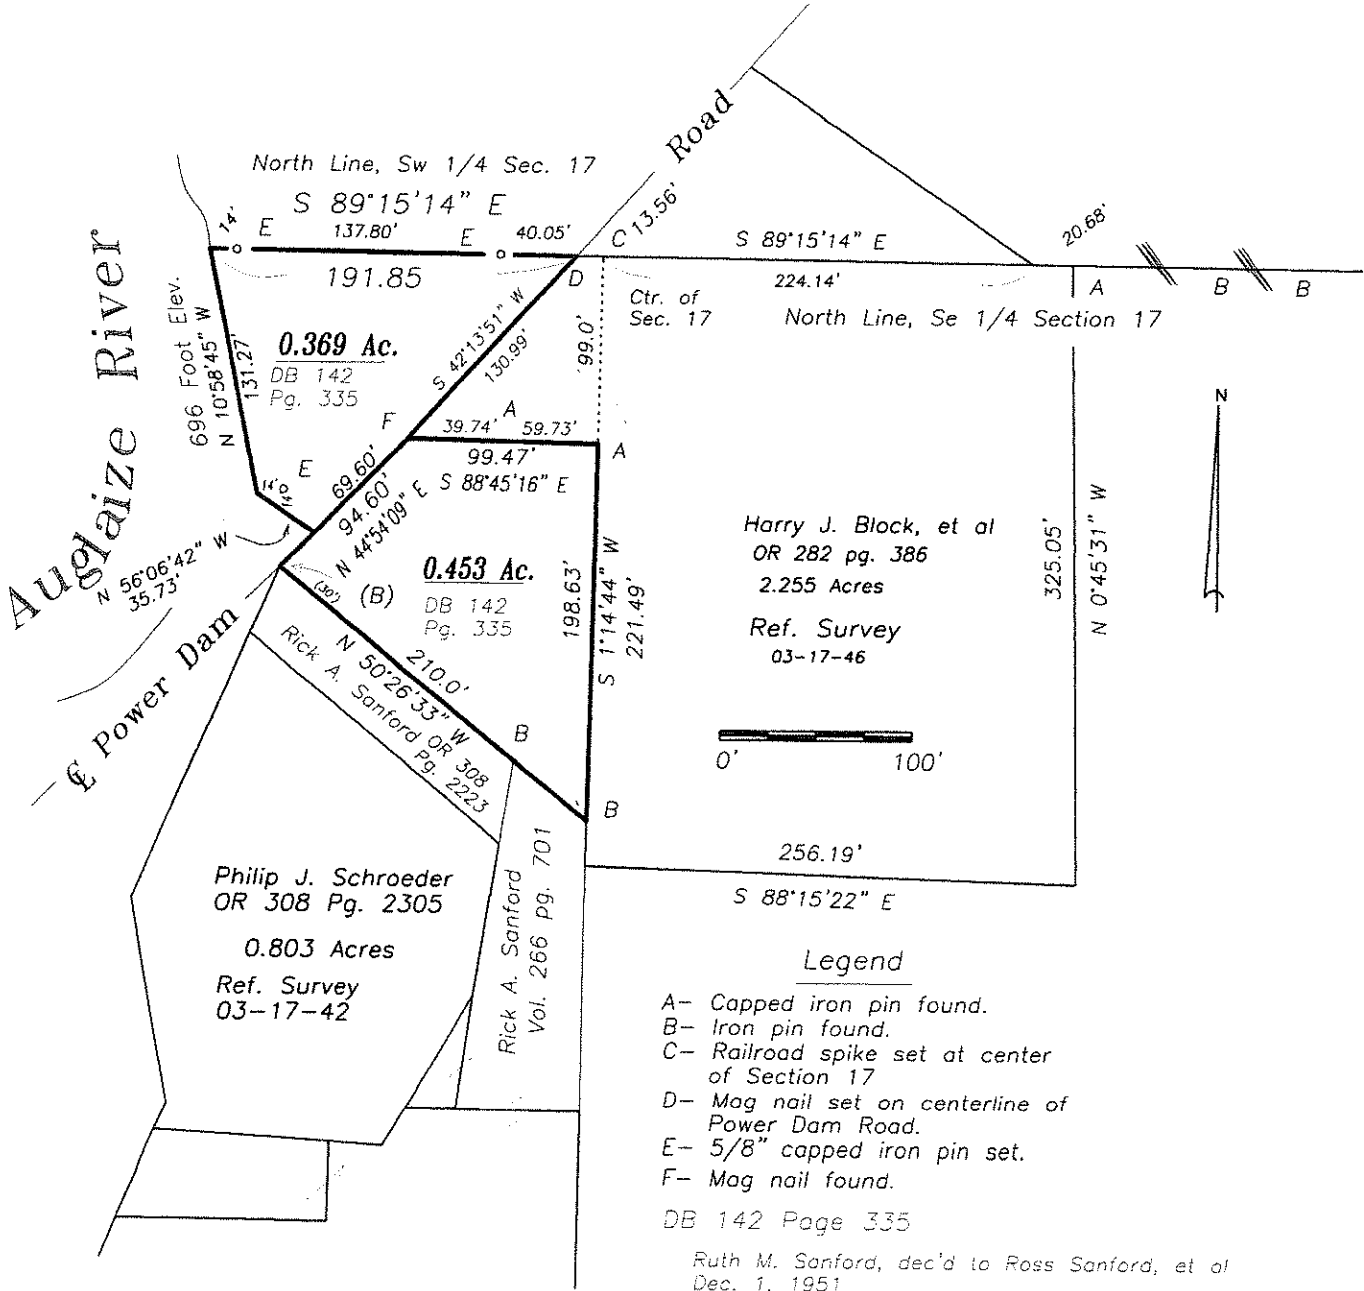 Road
North Line, Sw 1/4 Sec. 17
S 89°15'14" E
14'
E
137.80'
E
40.05'
C
13.56'
S 89°15'14" E
20.68'
191.85
D
224.14'
A
B
B
Ctr. of
Sec. 17
North Line, Se 1/4 Section 17
Auglaize River
696 Foot Elev.
N 10°58'45" W
131.27'
0.369 Ac.
DB 142
Pg. 335
S 42°13'51" W
130.99'
99.0'
N
F
A
39.74'
59.73'
A
99.47'
S 88°45'16" E
E
14'
14'
69.60'
94.60'
N 44°54'09" E
N 56°06'42" W
35.73'
(30')
(B)
0.453 Ac.
DB 142
Pg. 335
198.63'
S 1°14'44" W
221.49'
Harry J. Block, et al
OR 282 pg. 386
2.255 Acres
Ref. Survey
03-17-46
325.05'
N 0°45'31" W
℄ Power Dam
210.0'
N 50°26'33" W
Rick A. Sanford OR 308
Pg. 2223
B
B
0'
100'
256.19'
S 88°15'22" E
Philip J. Schroeder
OR 308 Pg. 2305
0.803 Acres
Ref. Survey
03-17-42
Rick A. Sanford
Vol. 266 pg. 701
Legend
A- Capped iron pin found.
B- Iron pin found.
C- Railroad spike set at center
of Section 17
D- Mag nail set on centerline of
Power Dam Road.
E- 5/8" capped iron pin set.
F- Mag nail found.
DB 142 Page 335
Ruth M. Sanford, dec'd to Ross Sanford, et al
Dec. 1, 1951